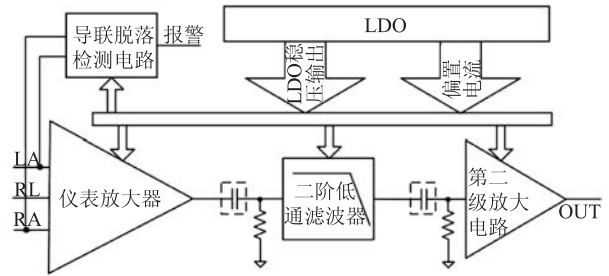 LDO
导联脱落
检测电路
报警
LDO稳
压输出
偏置
电流
LA
RL
RA
仪表放大器
二阶低
通滤波器
第二
级放大
电路
OUT